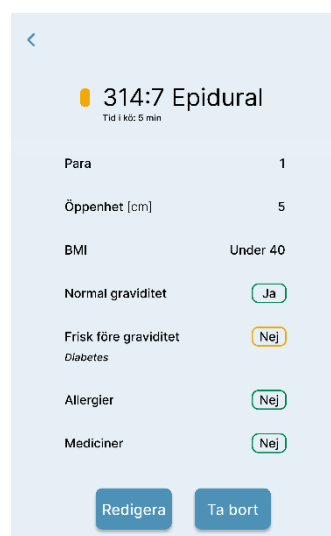 314:7 Epidural
Tid i kö: 5 min
Para 1
Öppenhet [cm] 5
BMI Under 40
Normal graviditet Ja
Frisk före graviditet Nej
Diabetes
Allergier Nej
Mediciner Nej
Redigera Ta bort